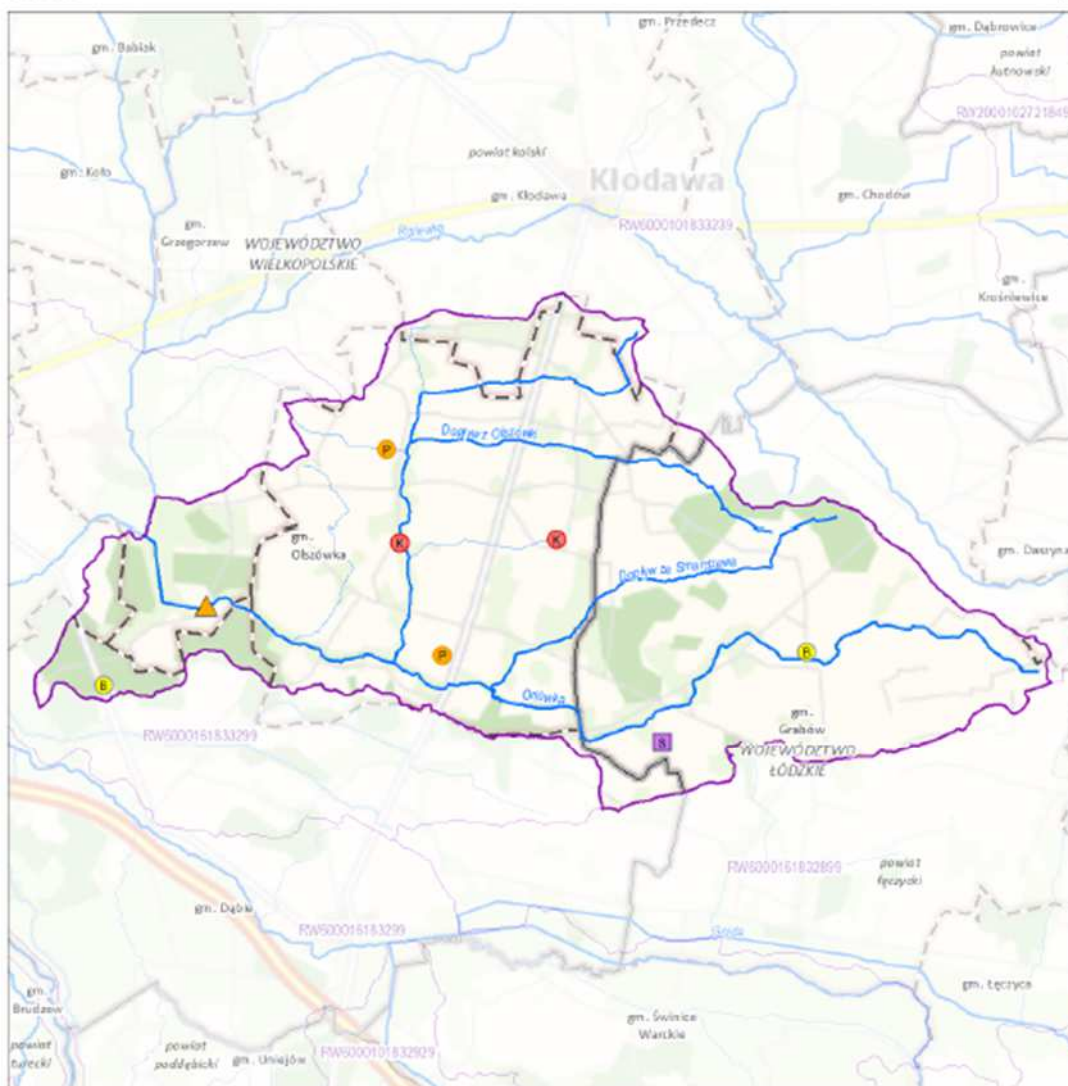 gm. Przedecz
gm. Dąbrowice
gm. Babiak
powiat
kutnowski
RW2000102721849
powiat kolski
gm. Koło
Kłodawa
gm. Kłodawa
gm. Chodów
gm.
Grzegorzew
Rgilewka
RW6000101833239
WOJEWÓDZTWO
WIELKOPOLSKIE
gm.
Krośniewice
Dopływ z Olszówki
P
gm.
Olszówka
K
K
gm. Daszyna
Dopływ ze Smardzewa
P
B
B
Orłówka
gm.
Grabów
RW6000161833299
S
WOJEWÓDZTWO
ŁÓDZKIE
powiat
łęczycki
RW6000161832899
gm. Dąbie
RW600016183299
gm.
Brudzew
gm. Łęczyca
gm. Świnice
Warckie
powiat
turecki
powiat
poddębicki
gm. Uniejów
RW6000101832929